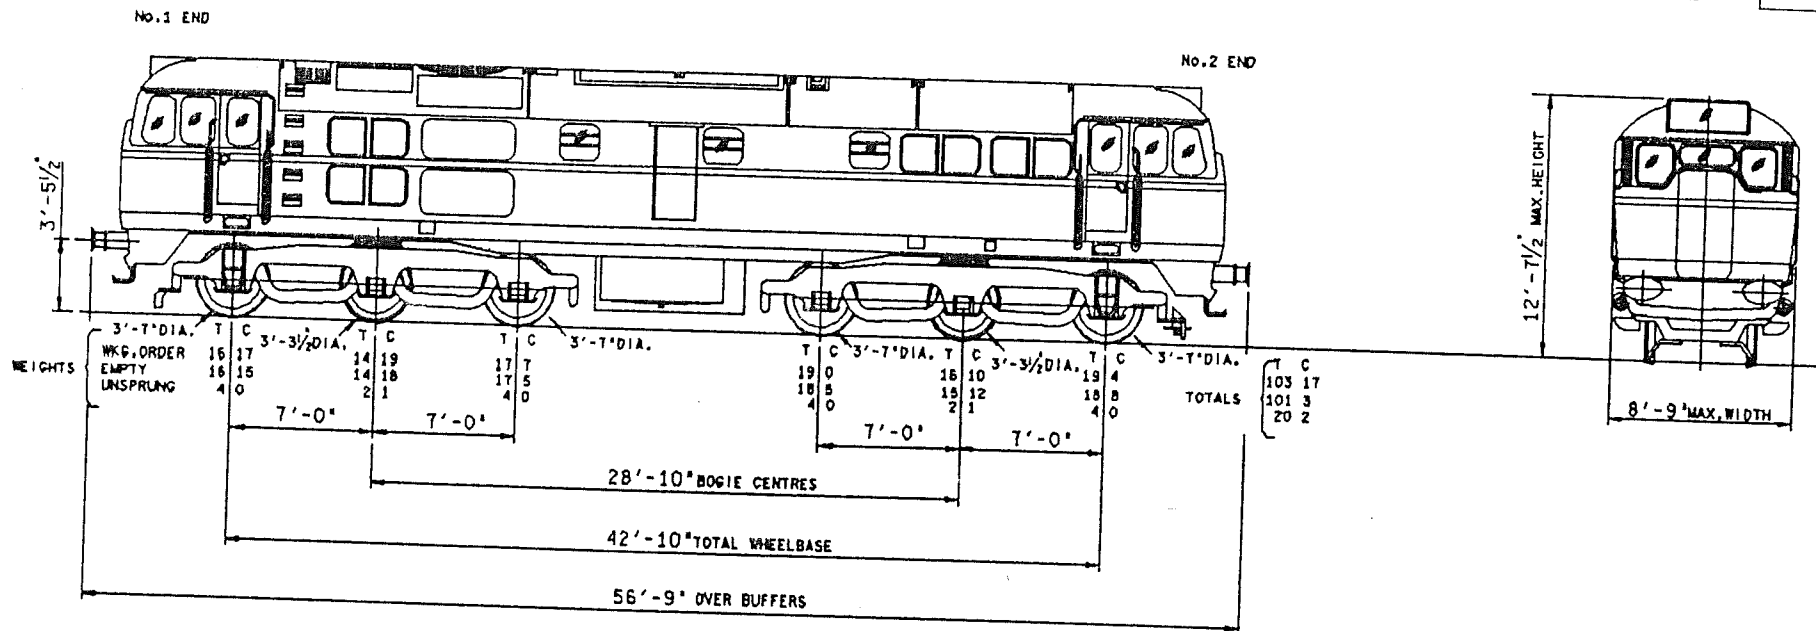 No.1 END
No.2 END
3'-5½"
12'-7½" MAX.HEIGHT
3'-7"DIA. T C 3'-3½"DIA. T C T C 3'-7"DIA. T C 3'-7"DIA. T C 3'-3½"DIA. T C 3'-7"DIA. T C
WEIGHTS
WKG.ORDER 16 17 14 19 17 7 19 0 16 10 19 4 103 17
EMPTY 16 15 14 18 17 5 18 5 15 12 18 8 TOTALS 101 3
UNSPRUNG 4 0 2 1 4 0 4 0 2 1 4 0 20 2
7'-0" 7'-0" 7'-0" 7'-0" 8'-9"MAX.WIDTH
28'-10"BOGIE CENTRES
42'-10"TOTAL WHEELBASE
56'-9" OVER BUFFERS